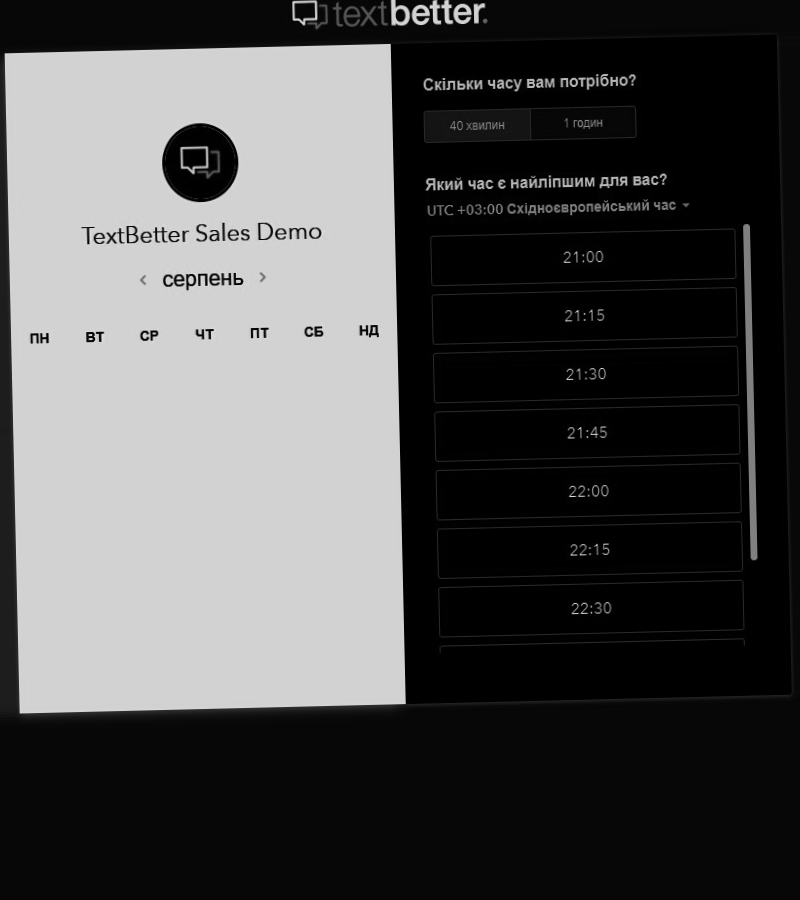 textbetter.
TextBetter Sales Demo
серпень
ПН ВТ СР ЧТ ПТ СБ НД
Скільки часу вам потрібно?
40 хвилин 1 годин
Який час є найліпшим для вас?
UTC +03:00 Східноєвропейський час
21:00
21:15
21:30
21:45
22:00
22:15
22:30